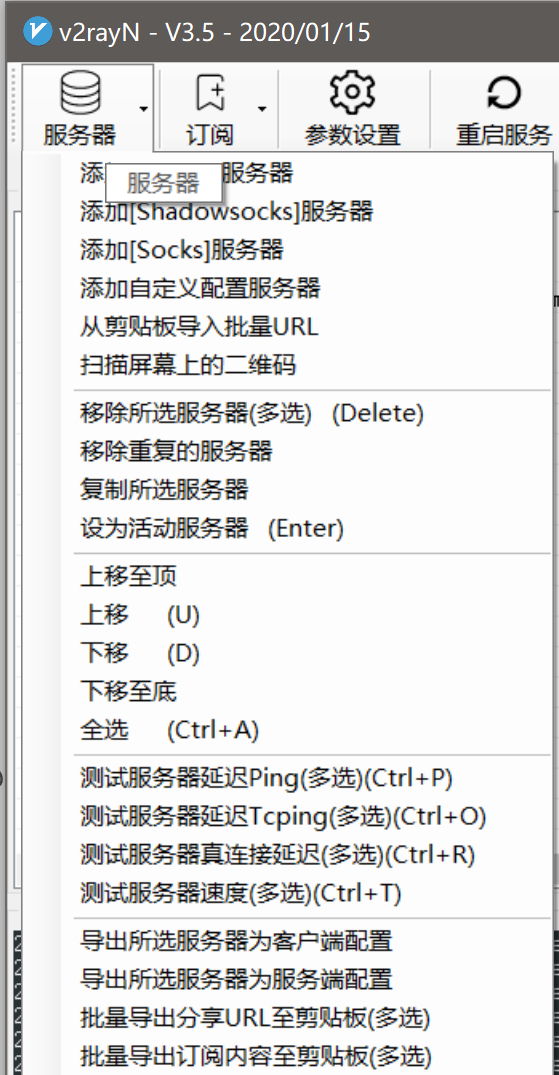 v2rayN - V3.5 - 2020/01/15
服务器 订阅 参数设置 重启服务
服务器
添 服务器
添加[Shadowsocks]服务器
添加[Socks]服务器
添加自定义配置服务器
从剪贴板导入批量URL
扫描屏幕上的二维码
移除所选服务器(多选) (Delete)
移除重复的服务器
复制所选服务器
设为活动服务器 (Enter)
上移至顶
上移 (U)
下移 (D)
下移至底
全选 (Ctrl+A)
测试服务器延迟Ping(多选)(Ctrl+P)
测试服务器延迟Tcping(多选)(Ctrl+O)
测试服务器真连接延迟(多选)(Ctrl+R)
测试服务器速度(多选)(Ctrl+T)
导出所选服务器为客户端配置
导出所选服务器为服务端配置
批量导出分享URL至剪贴板(多选)
批量导出订阅内容至剪贴板(多选)